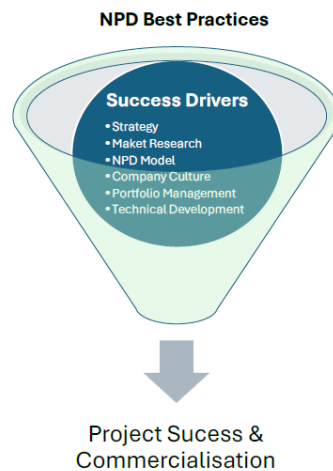 NPD Best Practices
Success Drivers
• Strategy
• Maket Research
• NPD Model
• Company Culture
• Portfolio Management
• Technical Development
Project Sucess &
Commercialisation